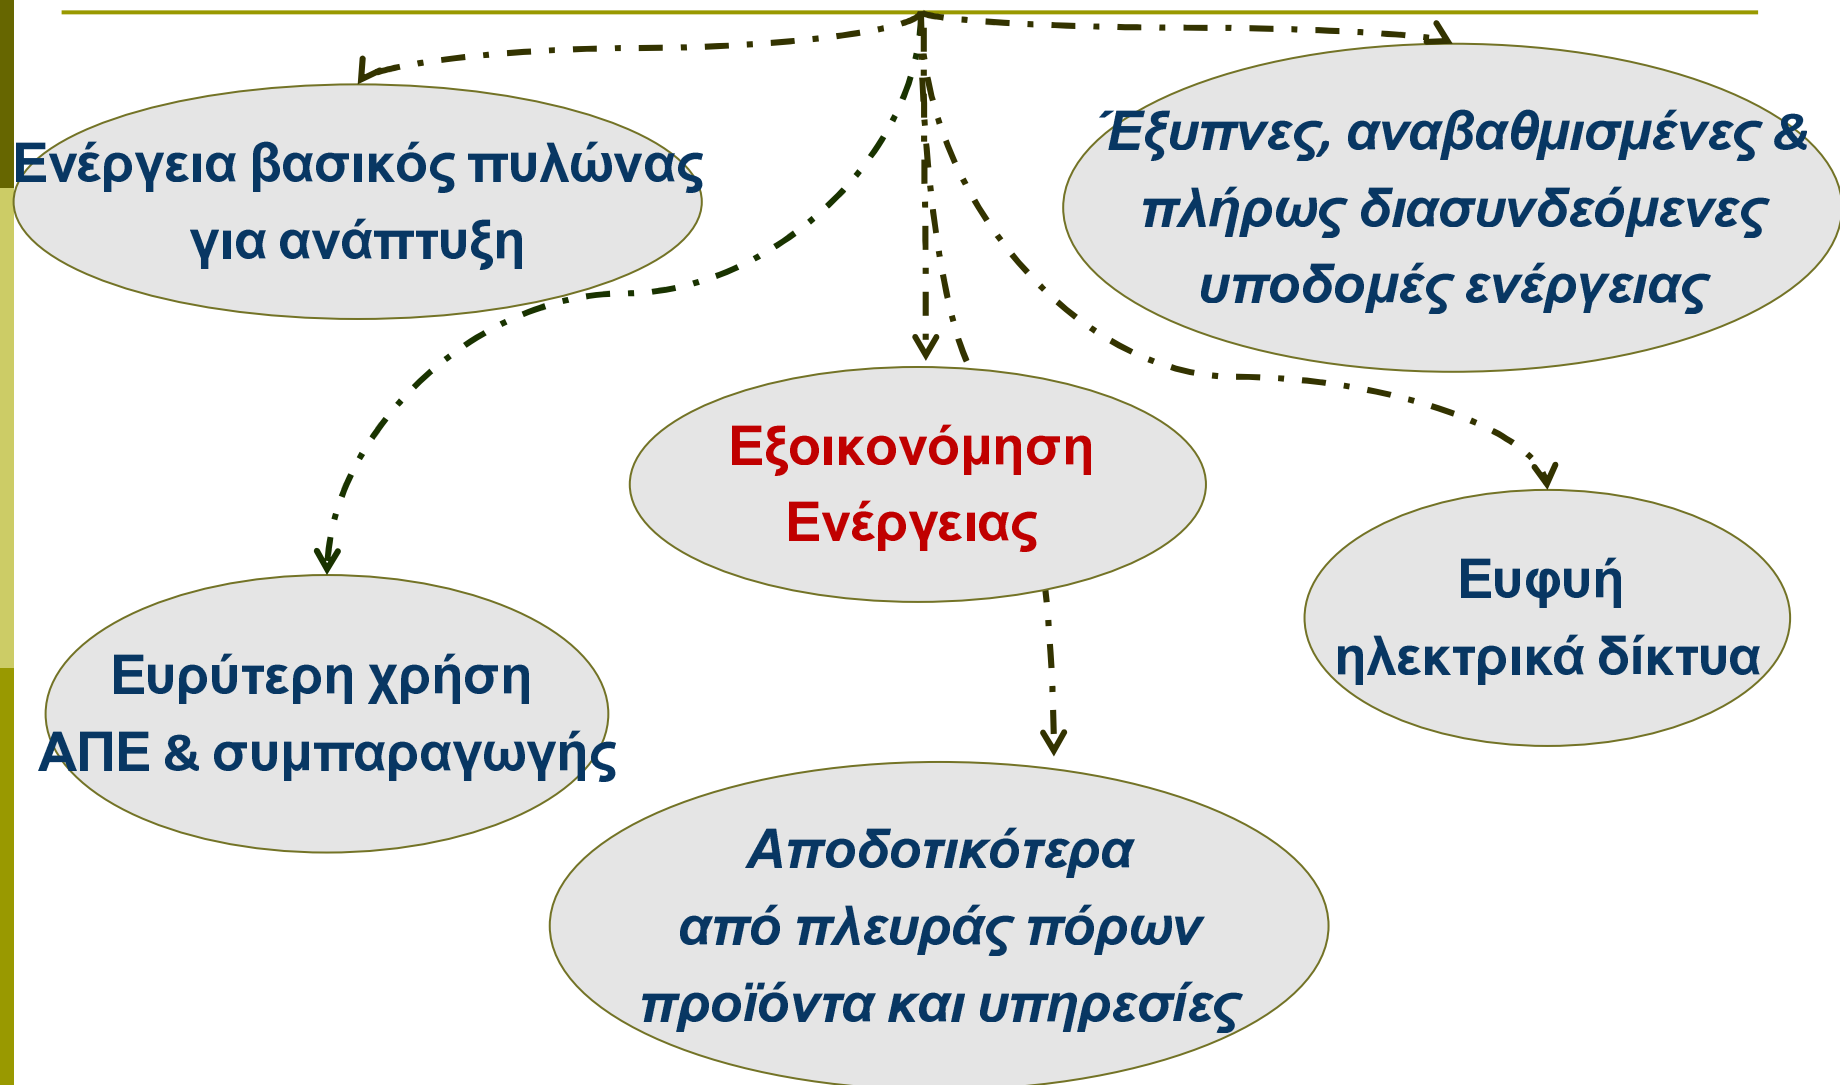 Ενέργεια βασικός πυλώνας
για ανάπτυξη
Έξυπνες, αναβαθμισμένες &
πλήρως διασυνδεόμενες
υποδομές ενέργειας
Εξοικονόμηση
Ενέργειας
Ευφυή
ηλεκτρικά δίκτυα
Ευρύτερη χρήση
ΑΠΕ & συμπαραγωγής
Αποδοτικότερα
από πλευράς πόρων
προϊόντα και υπηρεσίες